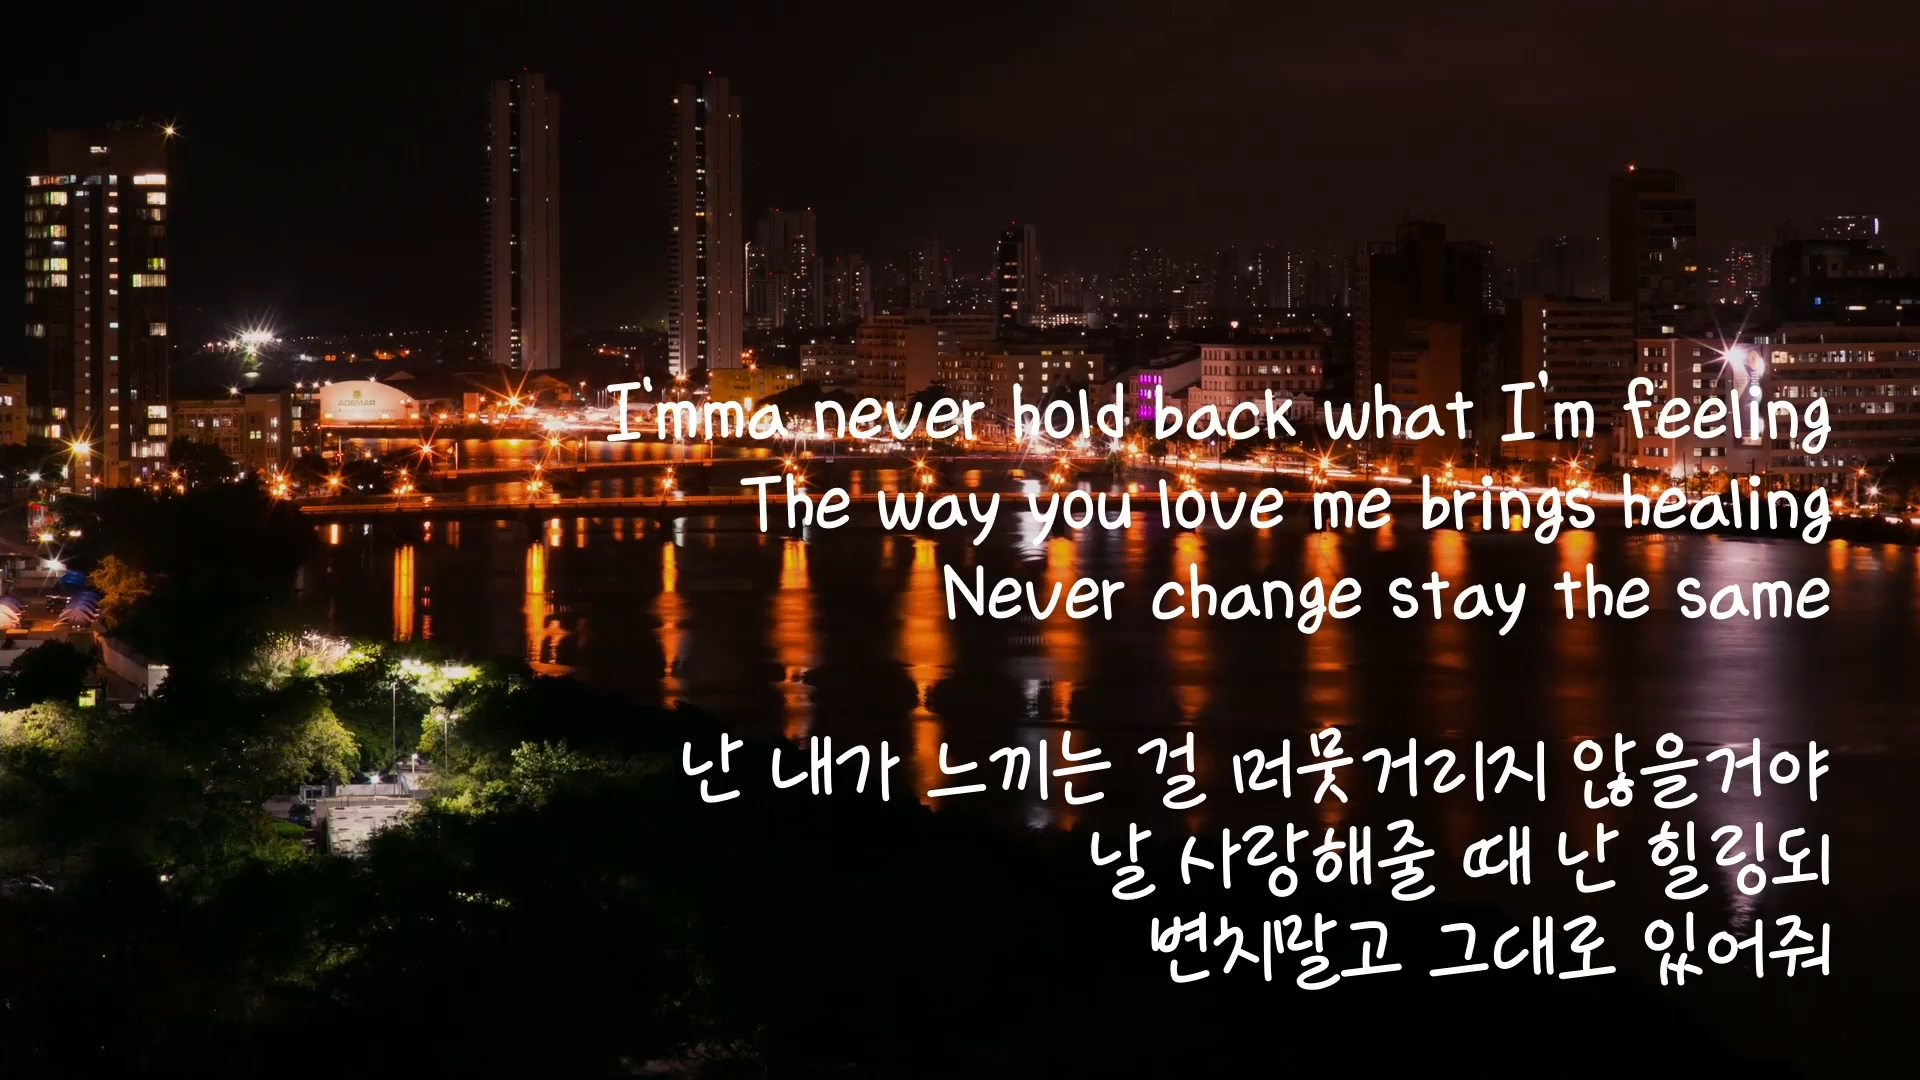 ADEMAR
I'mma never hold back what I'm feeling
The way you love me brings healing
Never change stay the same
난 내가 느끼는 걸 머뭇거리지 않을거야
날 사랑해줄 때 난 힐링되
변치말고 그대로 있어줘